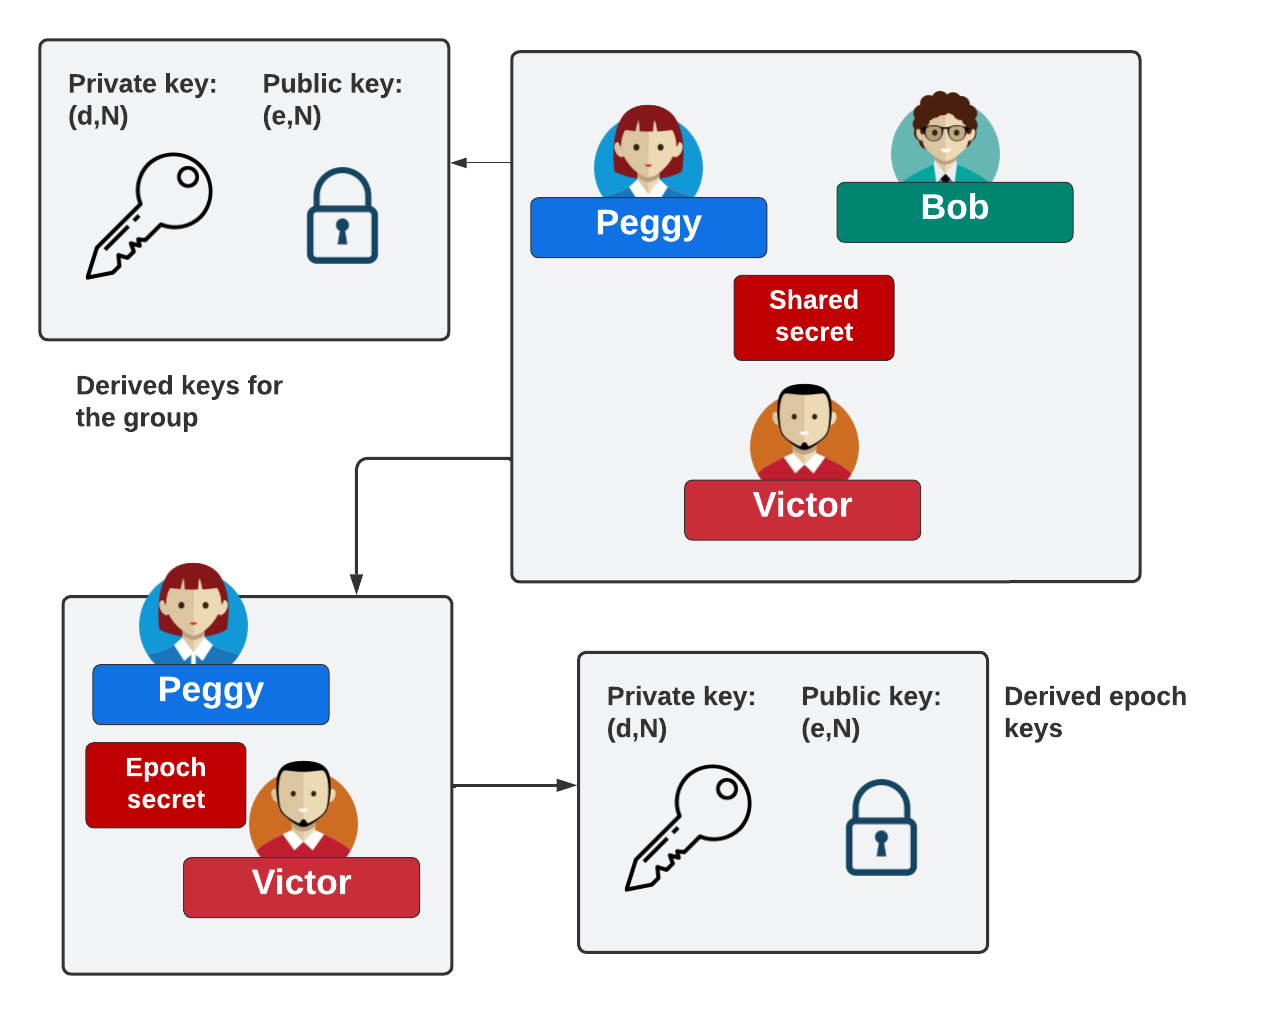 Private key:
(d,N)
Public key:
(e,N)
Peggy
Bob
Shared
secret
Victor
Derived keys for
the group
Peggy
Epoch
secret
Victor
Private key:
(d,N)
Public key:
(e,N)
Derived epoch
keys